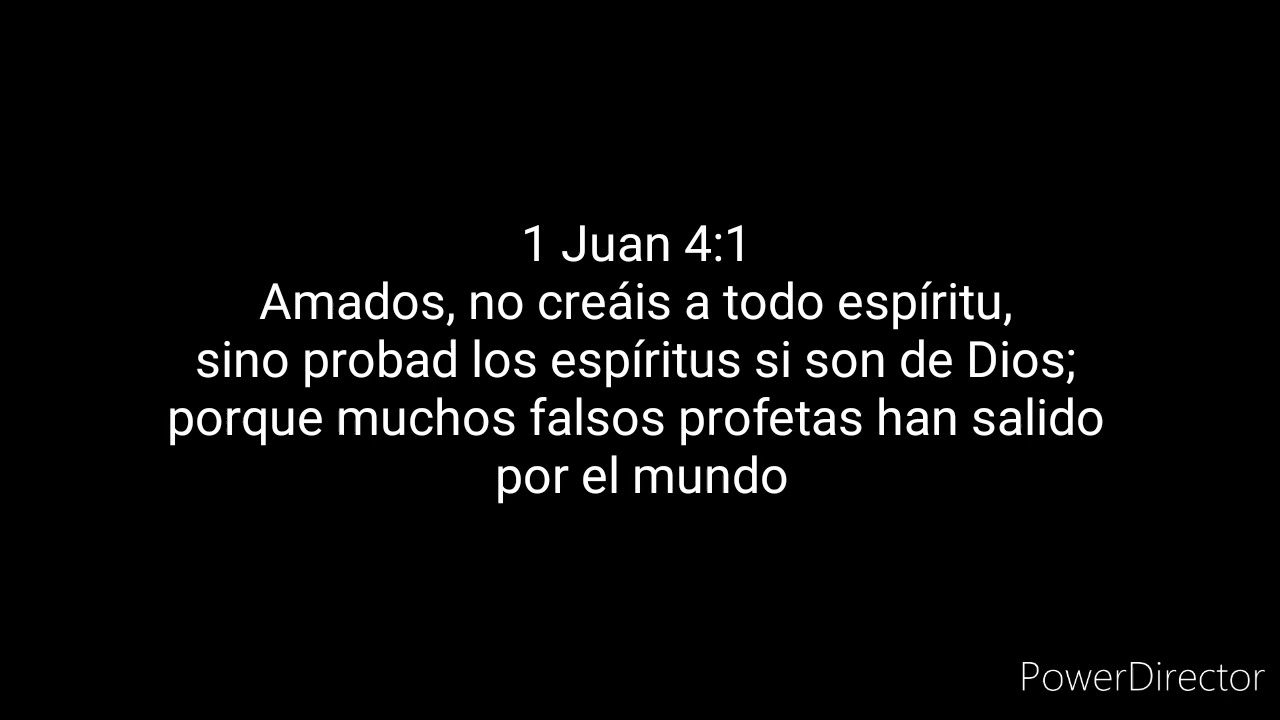 1 Juan 4:1
Amados, no creáis a todo espíritu,
sino probad los espíritus si son de Dios;
porque muchos falsos profetas han salido
por el mundo
PowerDirector